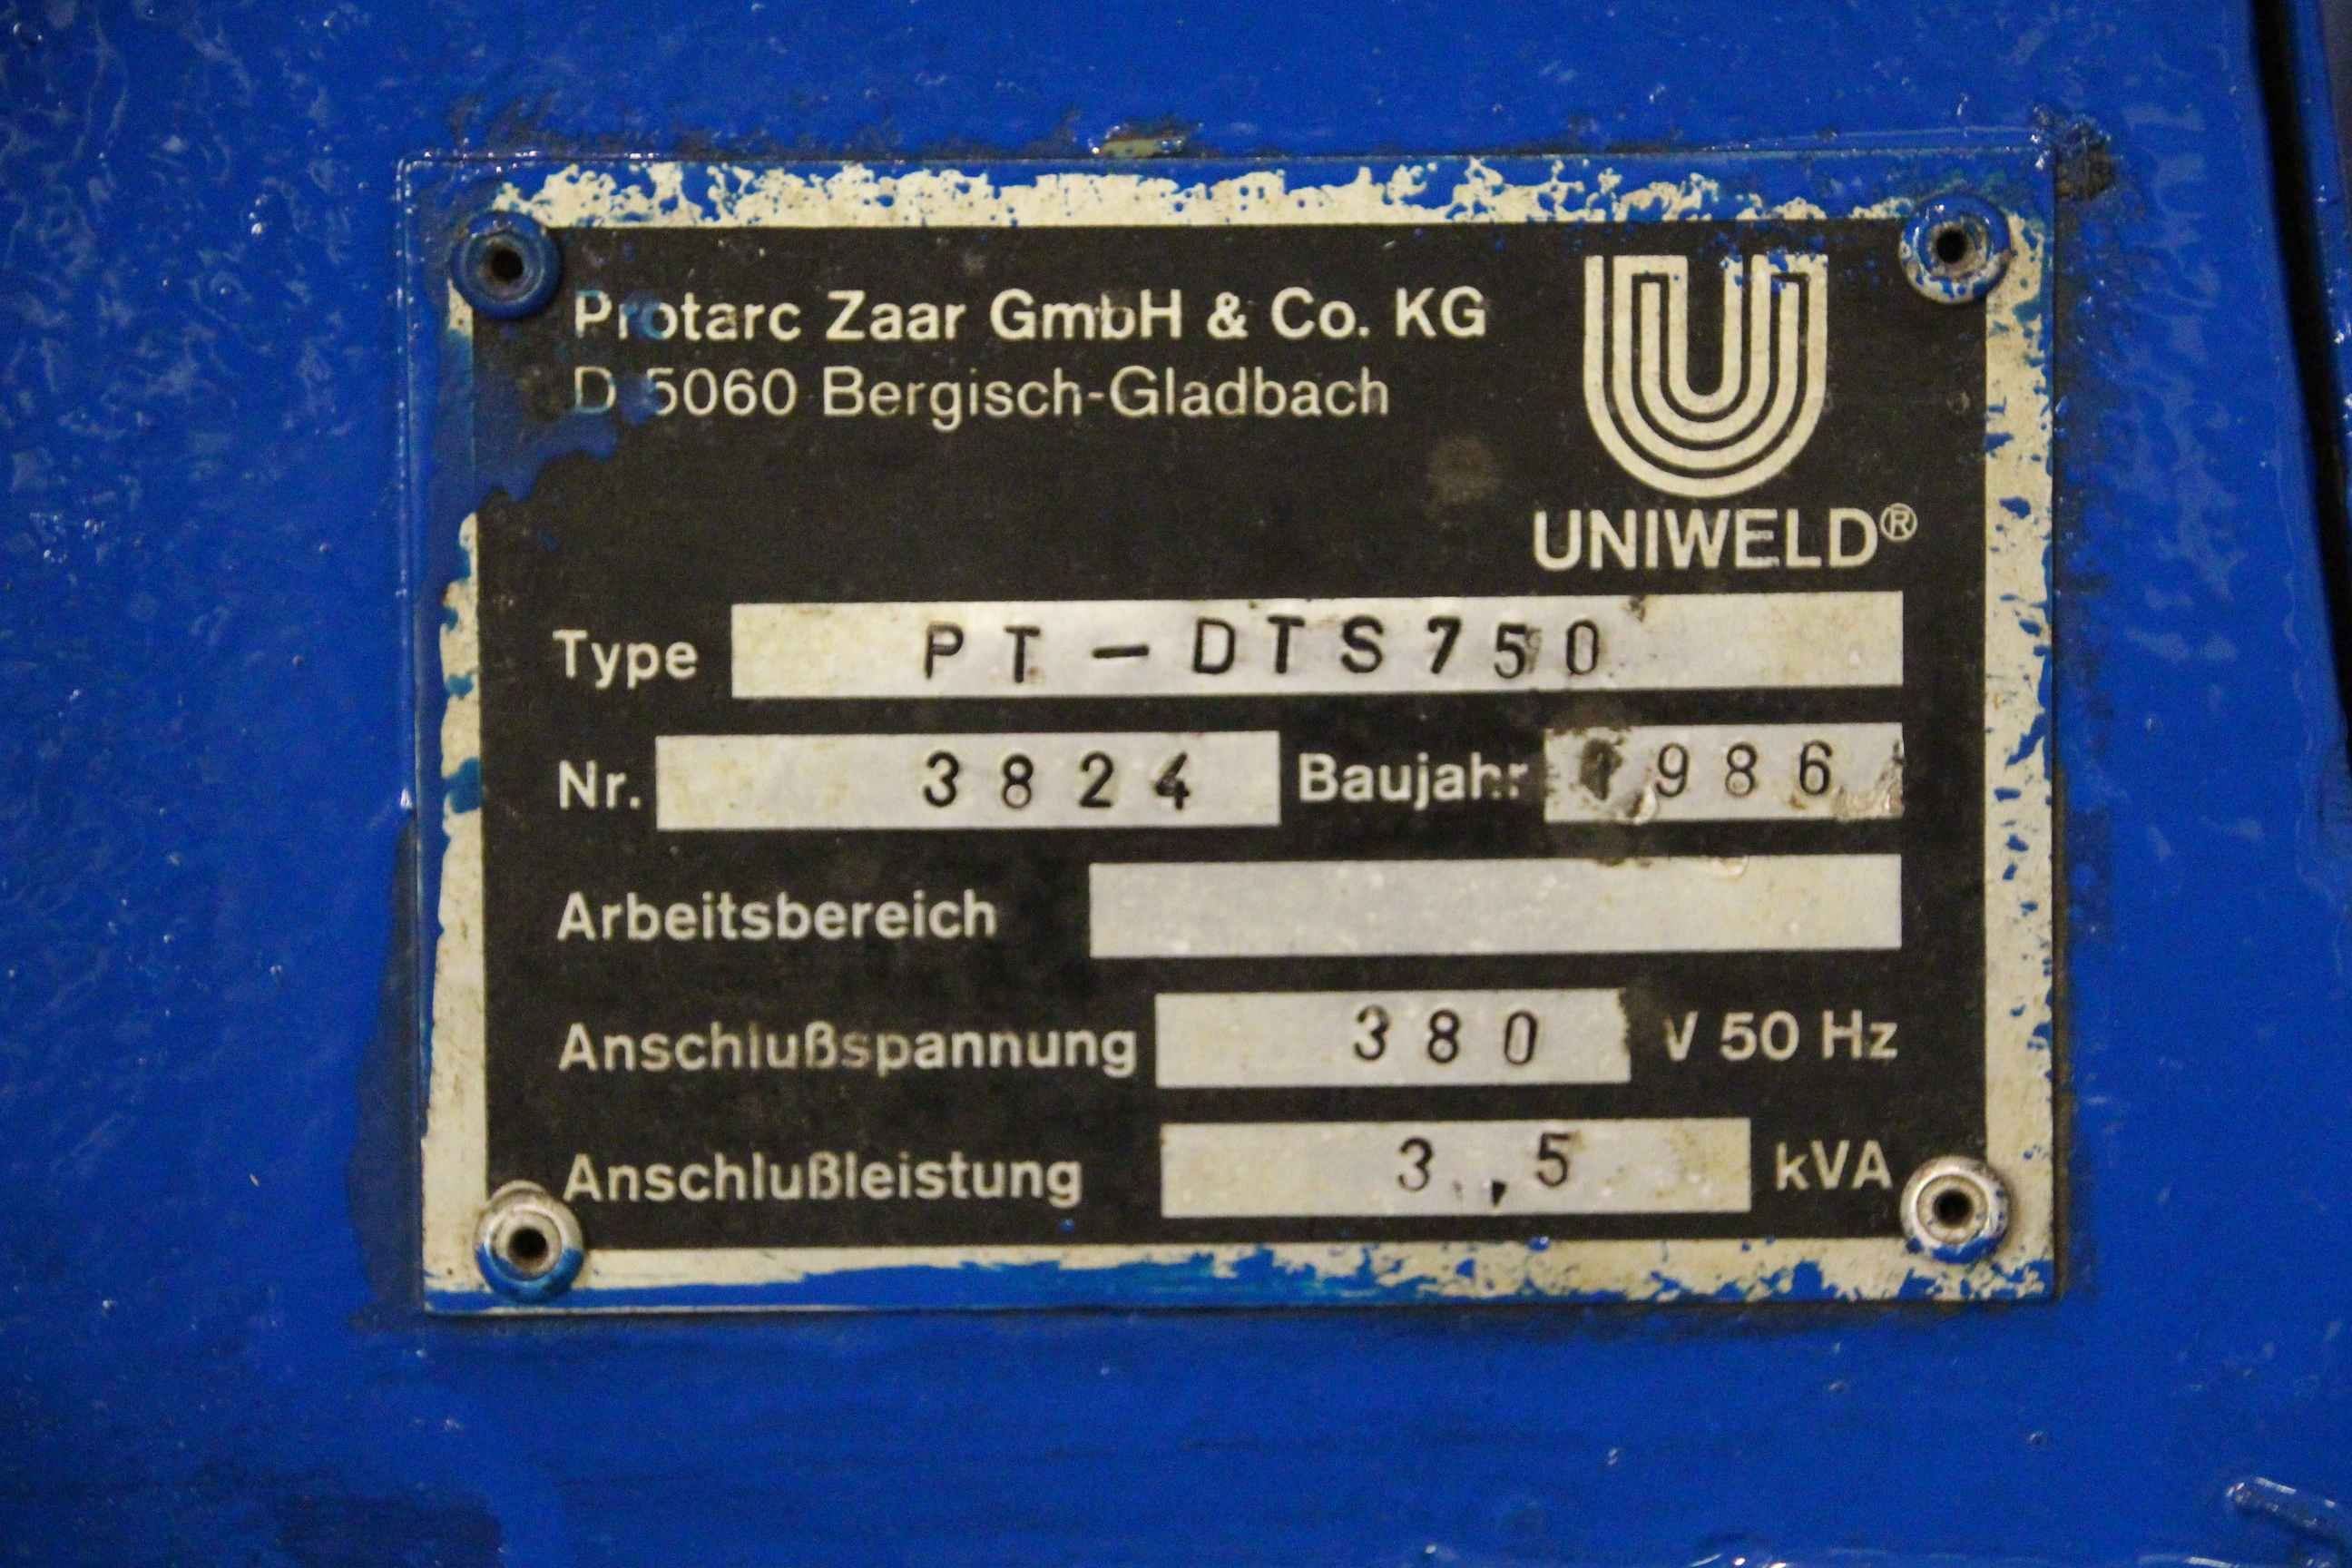 Protarc Zaar GmbH & Co. KG
D 5060 Bergisch-Gladbach
UNIWELD®
Type PT-DTS750
Nr. 3824 Baujahr 1986
Arbeitsbereich
Anschlußspannung 380 V 50 Hz
Anschlußleistung 3,5 kVA